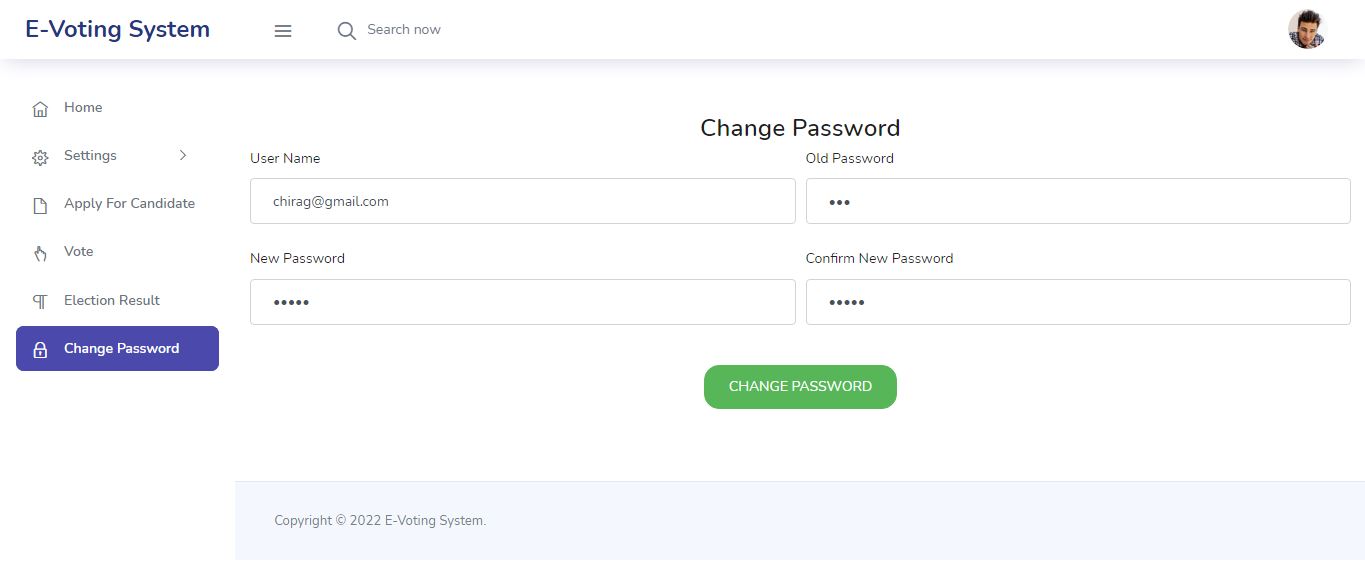 E-Voting System
Search now
Home
Settings
Apply For Candidate
Vote
Election Result
Change Password
Change Password
User Name
Old Password
chirag@gmail.com
•••
New Password
Confirm New Password
•••••
•••••
CHANGE PASSWORD
Copyright © 2022 E-Voting System.